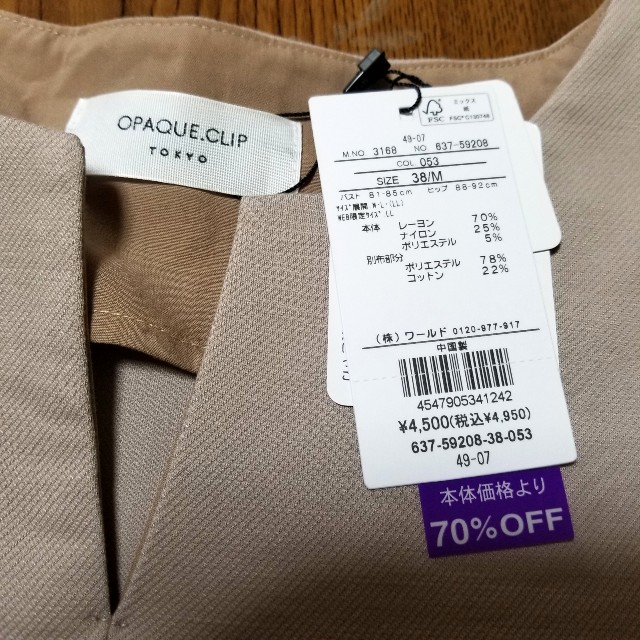 OPAQUE.CLIP
TOKYO
FSC
ミックス
紙
FSC® C130748
49-07
M.NO 3168 NO 637-59208
COL 053
SIZE 38/M
バスト 81-85cm ヒップ 88-92cm
ｻｲｽﾞ展開 M・L・(LL)
WEB限定ｻｲｽﾞ LL
本体 レーヨン 70%
ナイロン 25%
ポリエステル 5%
別布部分
ポリエステル 78%
コットン 22%
(株)ワールド 0120-977-917
中国製
4547905341242
¥4,500(税込¥4,950)
637-59208-38-053
49-07
本体価格より
70%OFF